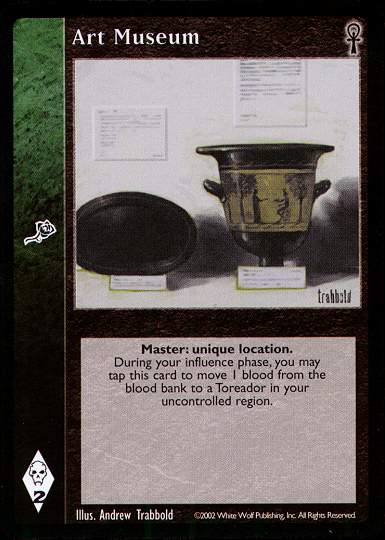 Art Museum
trabbold
Master: unique location.
During your influence phase, you may
tap this card to move 1 blood from the
blood bank to a Toreador in your
uncontrolled region.
2
Illus. Andrew Trabbold
©2002 White Wolf Publishing, Inc. All Rights Reserved.